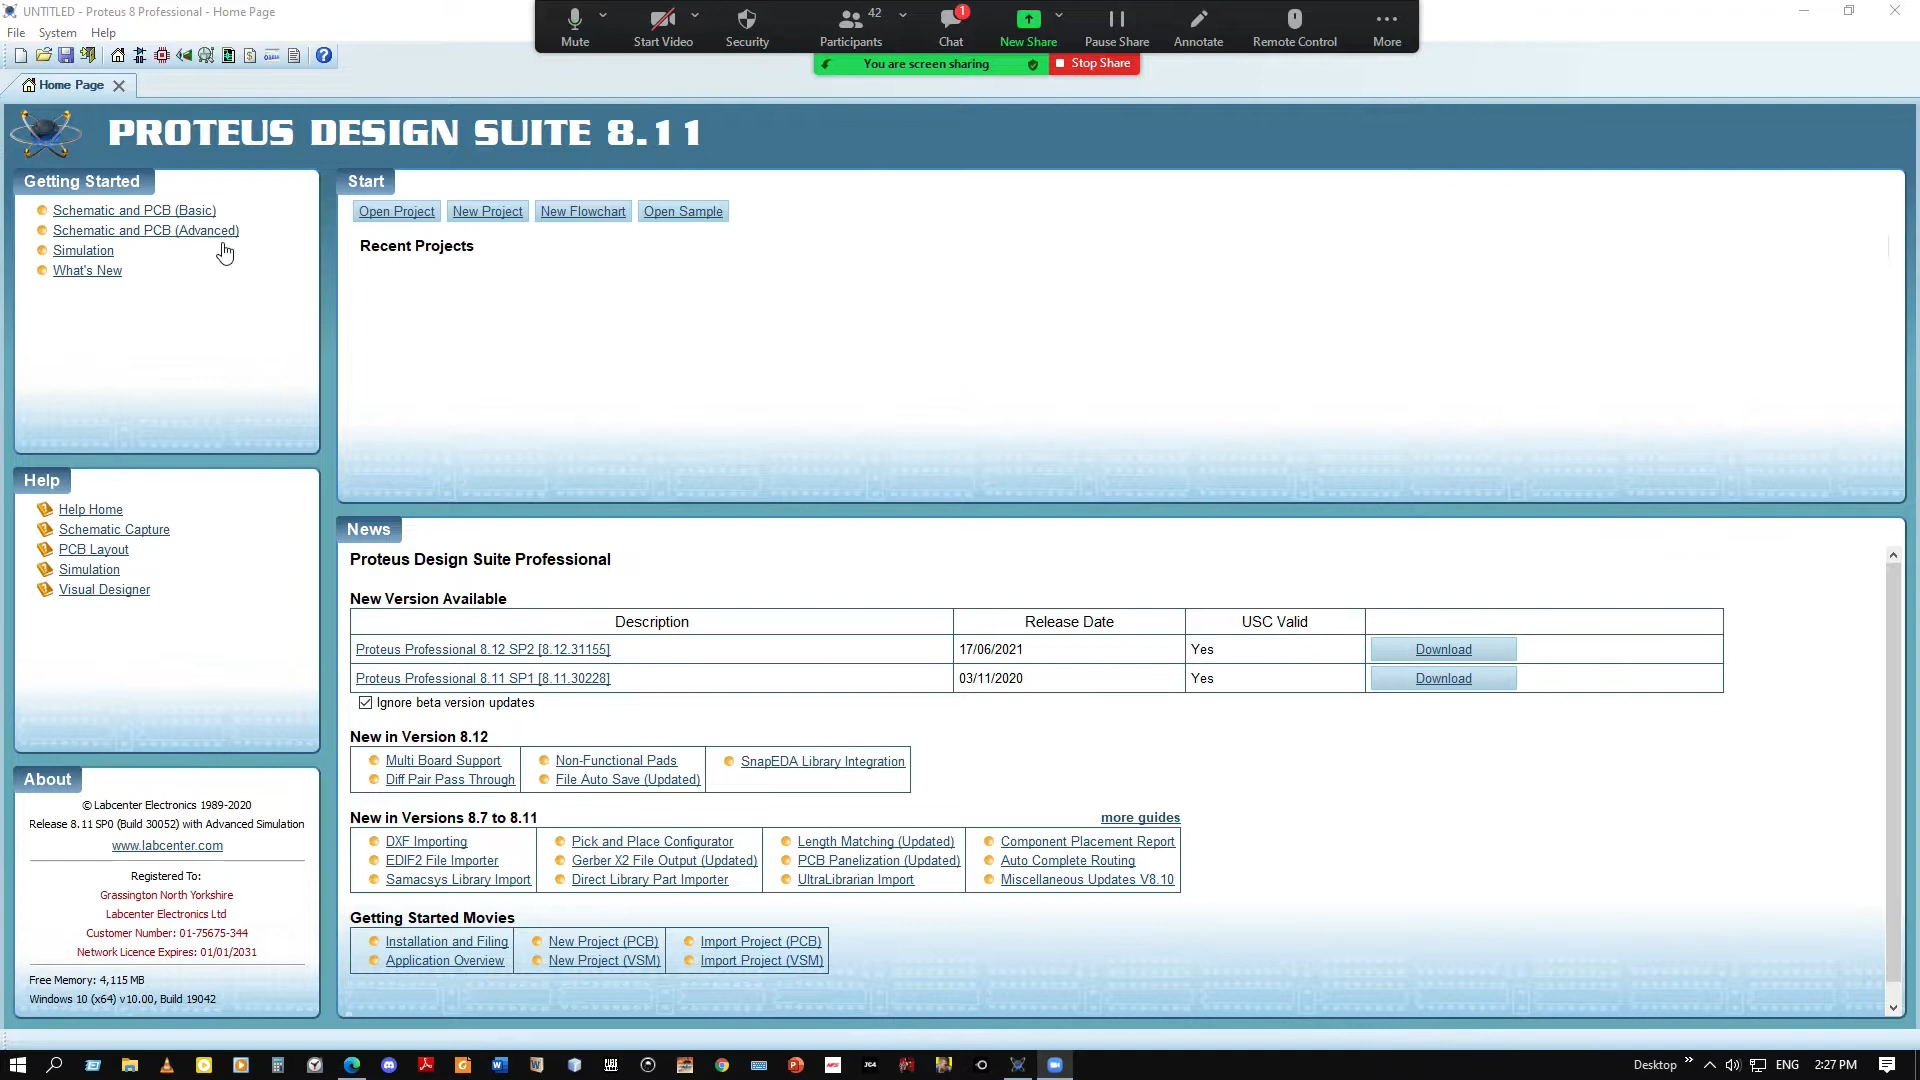 UNTITLED - Proteus 8 Professional - Home Page
File System Help
Mute Start Video Security Participants 42 Chat 1 New Share Pause Share Annotate Remote Control More
You are screen sharing Stop Share
Home Page
PROTEUS DESIGN SUITE 8.11
Getting Started
Schematic and PCB (Basic)
Schematic and PCB (Advanced)
Simulation
What's New
Start
Open Project New Project New Flowchart Open Sample
Recent Projects
Help
Help Home
Schematic Capture
PCB Layout
Simulation
Visual Designer
News
Proteus Design Suite Professional
New Version Available
Description Release Date USC Valid
Proteus Professional 8.12 SP2 [8.12.31155] 17/06/2021 Yes Download
Proteus Professional 8.11 SP1 [8.11.30228] 03/11/2020 Yes Download
Ignore beta version updates
New in Version 8.12
Multi Board Support Non-Functional Pads SnapEDA Library Integration
Diff Pair Pass Through File Auto Save (Updated)
New in Versions 8.7 to 8.11 more guides
DXF Importing Pick and Place Configurator Length Matching (Updated) Component Placement Report
EDIF2 File Importer Gerber X2 File Output (Updated) PCB Panelization (Updated) Auto Complete Routing
Samacsys Library Import Direct Library Part Importer UltraLibrarian Import Miscellaneous Updates V8.10
Getting Started Movies
Installation and Filing New Project (PCB) Import Project (PCB)
Application Overview New Project (VSM) Import Project (VSM)
About
© Labcenter Electronics 1989-2020
Release 8.11 SP0 (Build 30052) with Advanced Simulation
www.labcenter.com
Registered To:
Grassington North Yorkshire
Labcenter Electronics Ltd
Customer Number: 01-75675-344
Network Licence Expires: 01/01/2031
Free Memory: 4,115 MB
Windows 10 (x64) v10.00, Build 19042
Desktop ENG 2:27 PM